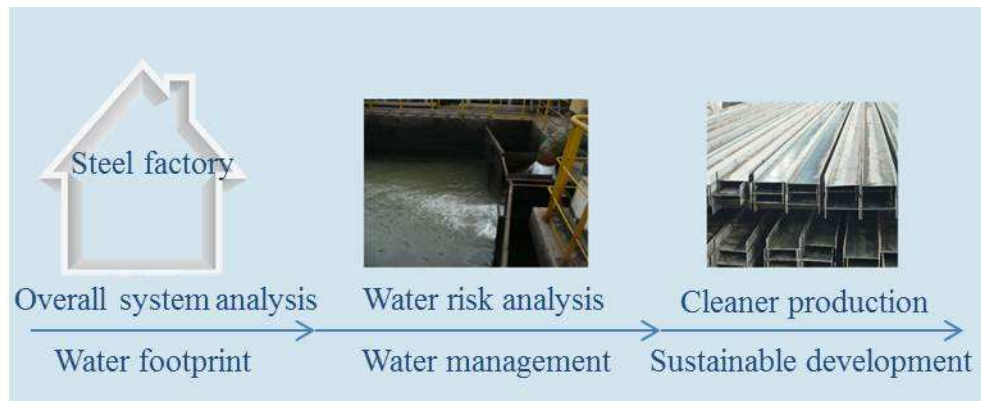 Steel factory
Overall system analysis
Water risk analysis
Cleaner production
Water footprint
Water management
Sustainable development